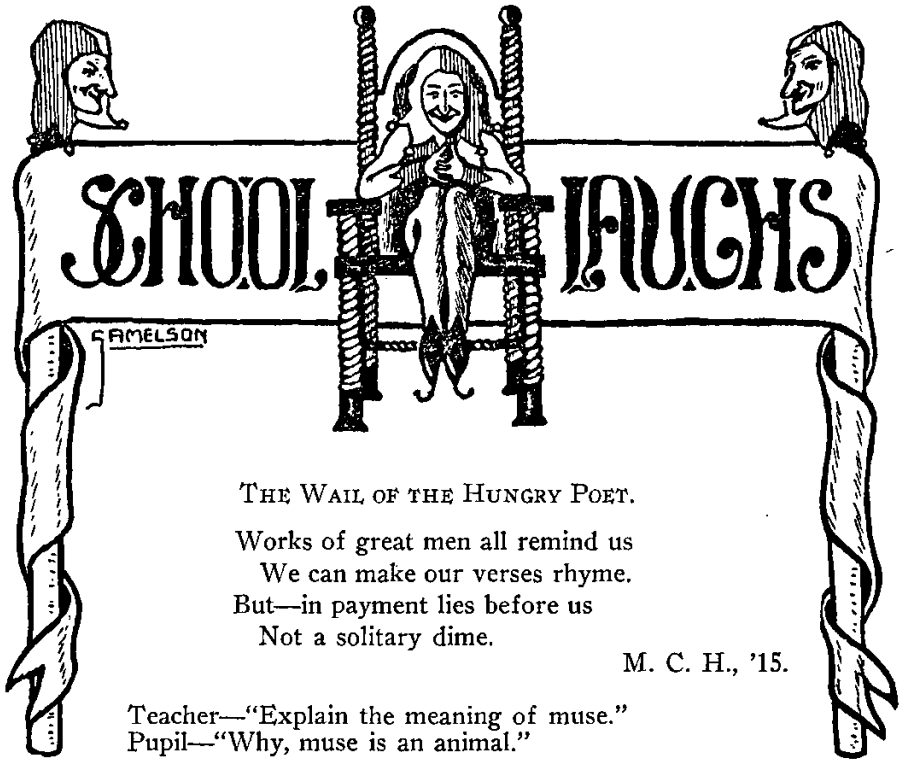 SCHOOL LAUGHS
SAMELSON
THE WAIL OF THE HUNGRY POET.
Works of great men all remind us
We can make our verses rhyme.
But—in payment lies before us
Not a solitary dime.
M. C. H., '15.
Teacher—“Explain the meaning of muse.”
Pupil—“Why, muse is an animal.”